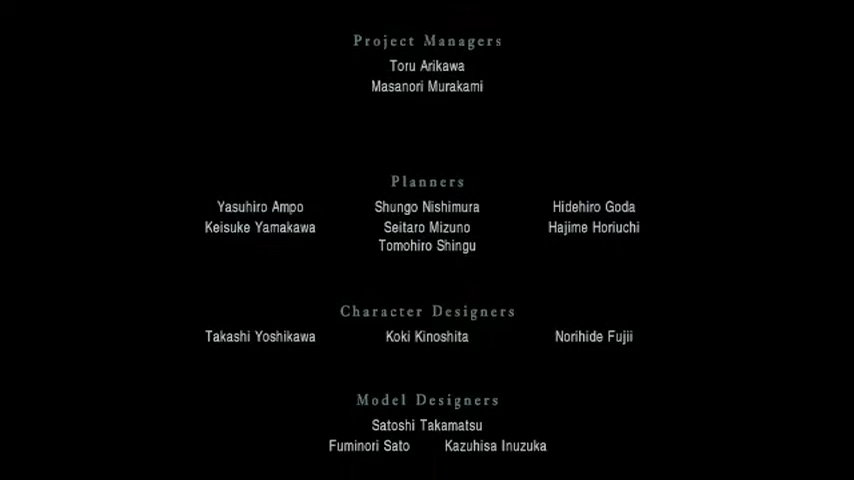 Project Managers
Toru Arikawa
Masanori Murakami
Planners
Yasuhiro Ampo Shungo Nishimura Hidehiro Goda
Keisuke Yamakawa Seitaro Mizuno Hajime Horiuchi
Tomohiro Shingu
Character Designers
Takashi Yoshikawa Koki Kinoshita Norihide Fujii
Model Designers
Satoshi Takamatsu
Fuminori Sato Kazuhisa Inuzuka